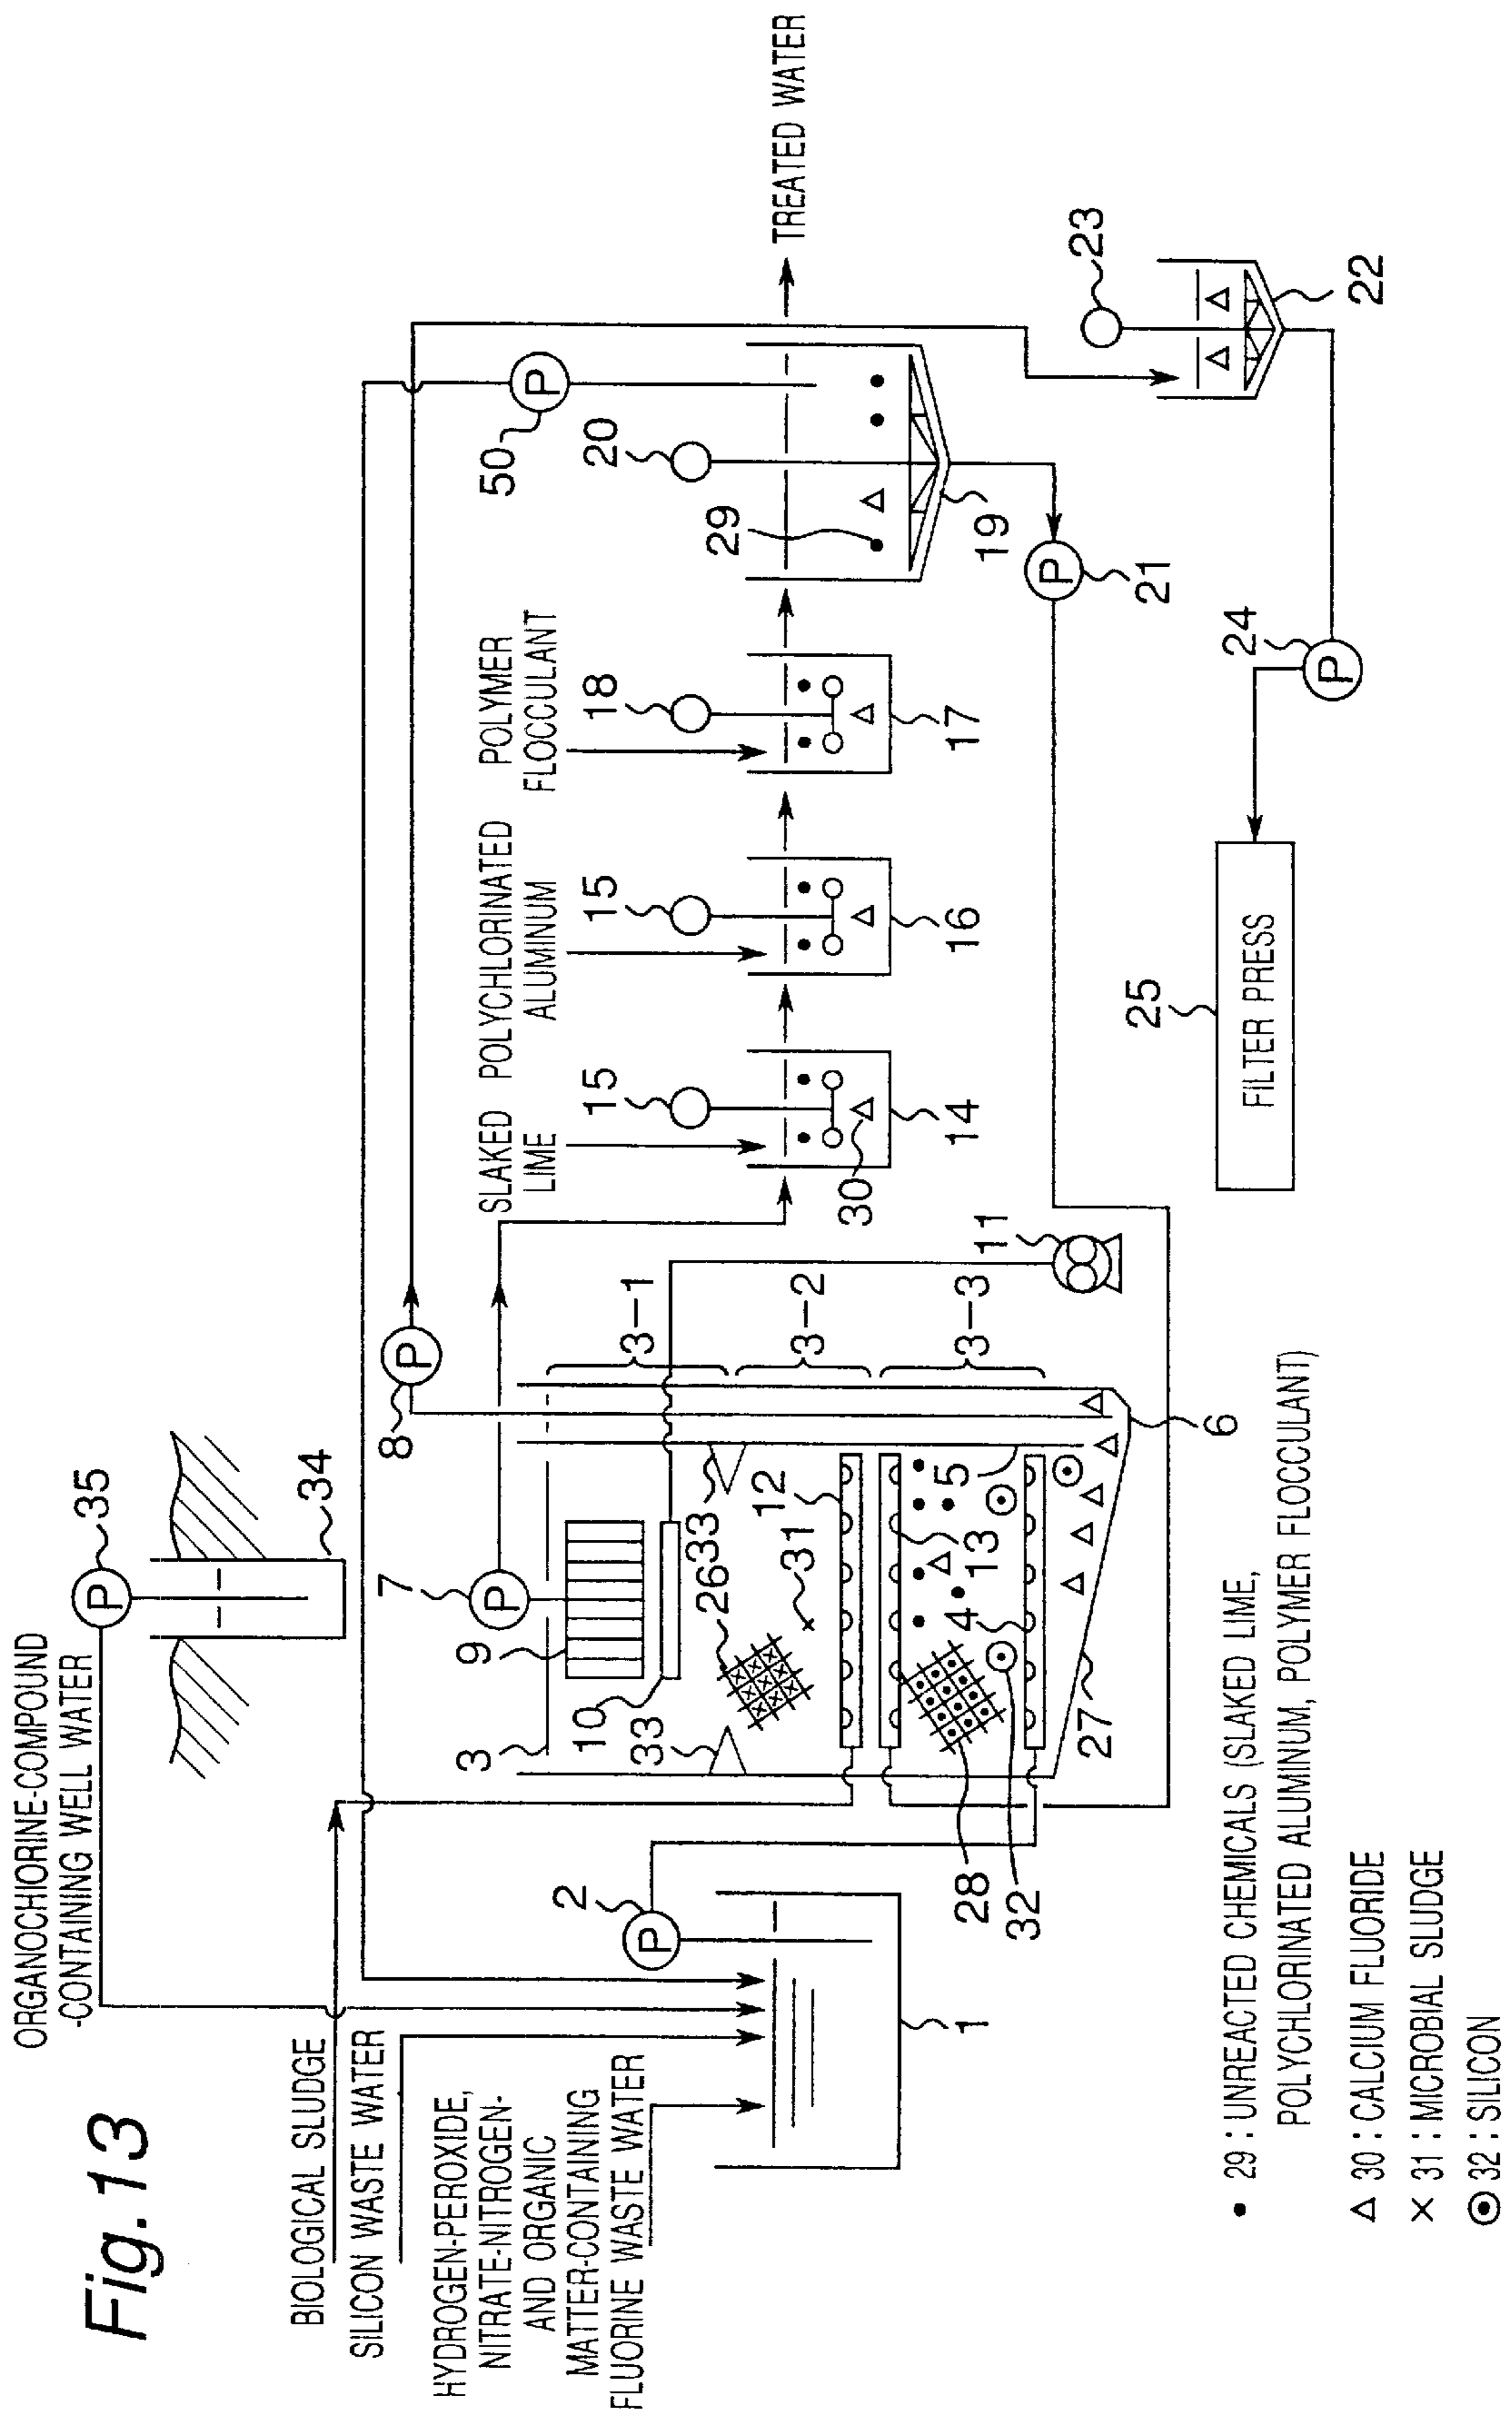 Fig. 13
ORGANOCHIORINE-COMPOUND
-CONTAINING WELL WATER
BIOLOGICAL SLUDGE
SILICON WASTE WATER
HYDROGEN-PEROXIDE,
NITRATE-NITROGEN-
AND ORGANIC
MATTER-CONTAINING
FLUORINE WASTE WATER
1
2
P
35
P
34
3
7
P
8
P
9
10
33
33
26
31
12
13
5
4
28
32
27
6
3-1
3-2
3-3
11
SLAKED
LIME
15
30
14
POLYCHLORINATED
ALUMINUM
15
16
POLYMER
FLOCCULANT
18
17
50
P
20
29
19
P
21
TREATED WATER
23
22
24
P
25
FILTER PRESS
• 29 : UNREACTED CHEMICALS (SLAKED LIME,
POLYCHLORINATED ALUMINUM, POLYMER FLOCCULANT)
△ 30 : CALCIUM FLUORIDE
× 31 : MICROBIAL SLUDGE
◉ 32 : SILICON